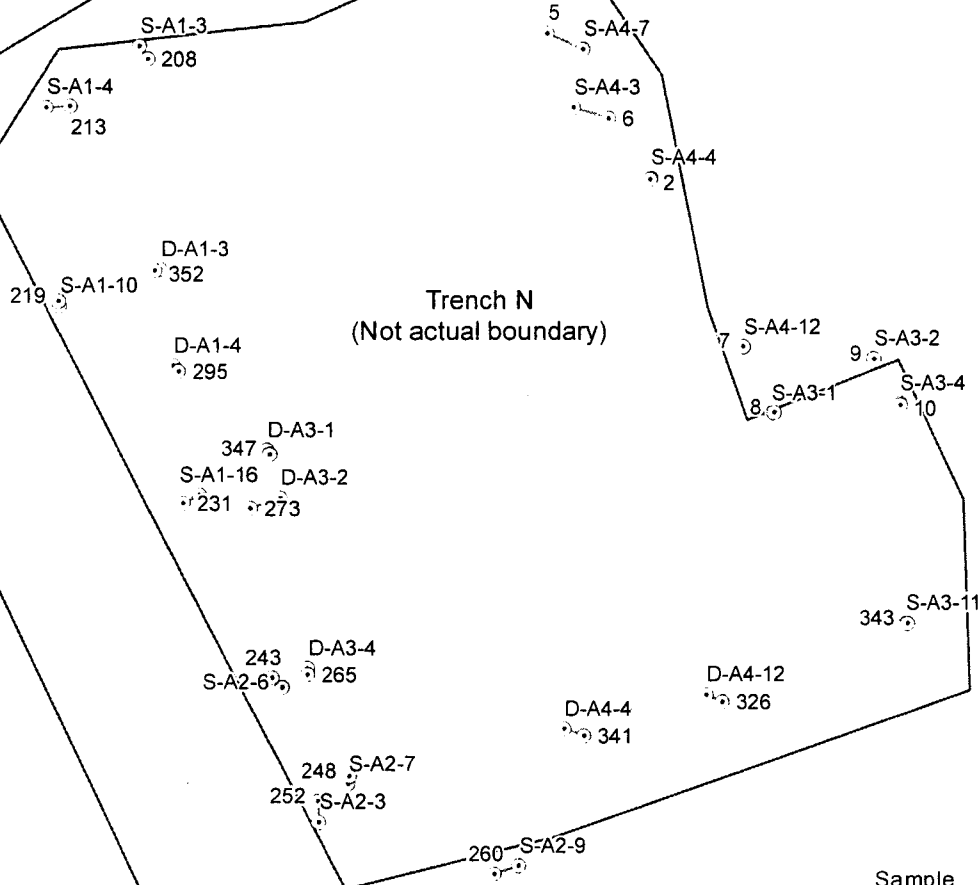 5
S-A1-3
S-A4-7
208
S-A1-4
S-A4-3
213
6
S-A4-4
2
D-A1-3
352
219 S-A1-10
Trench N
(Not actual boundary)
7
S-A4-12
9
S-A3-2
D-A1-4
295
S-A3-4
8
S-A3-1
10
D-A3-1
347
S-A1-16
D-A3-2
231
273
S-A3-11
343
243
D-A3-4
265
S-A2-6
D-A4-12
326
D-A4-4
341
248
S-A2-7
252
S-A2-3
260
S-A2-9
Sample